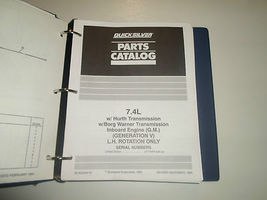 QUICKSILVER
PARTS
CATALOG
7.4L
w/ Hurth Transmission
w/Borg Warner Transmission
Inboard Engine (G.M.)
(GENERATION V)
L.H. ROTATION ONLY
SERIAL NUMBERS